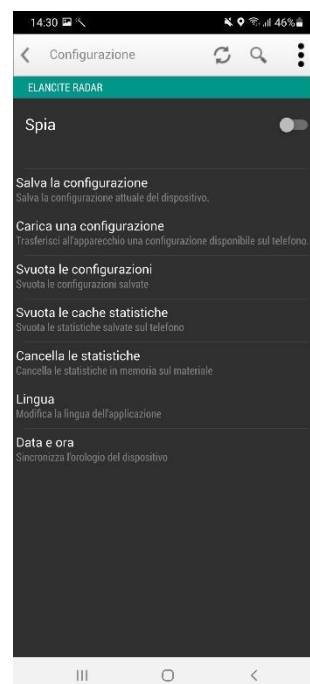 14:30 46%
Configurazione
ELANCITE RADAR
Spia
Salva la configurazione
Salva la configurazione attuale del dispositivo.
Carica una configurazione
Trasferisci all'apparecchio una configurazione disponibile sul telefono.
Svuota le configurazioni
Svuota le configurazioni salvate
Svuota le cache statistiche
Svuota le statistiche salvate sul telefono
Cancella le statistiche
Cancella le statistiche in memoria sul materiale
Lingua
Modifica la lingua dell'applicazione
Data e ora
Sincronizza l'orologio del dispositivo